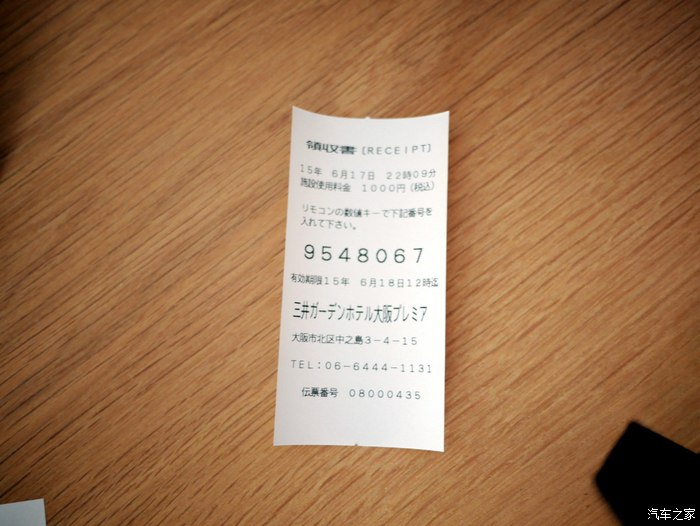 領収書 [RECEIPT]
15年 6月17日 22時09分
施設使用料金 1000円(税込)
リモコンの数値キーで下記番号を
入れて下さい。
9548067
有効期限15年 6月18日12時迄
三井ガーデンホテル大阪プレミア
大阪市北区中之島3-4-15
TEL:06-6444-1131
伝票番号 08000435
汽车之家